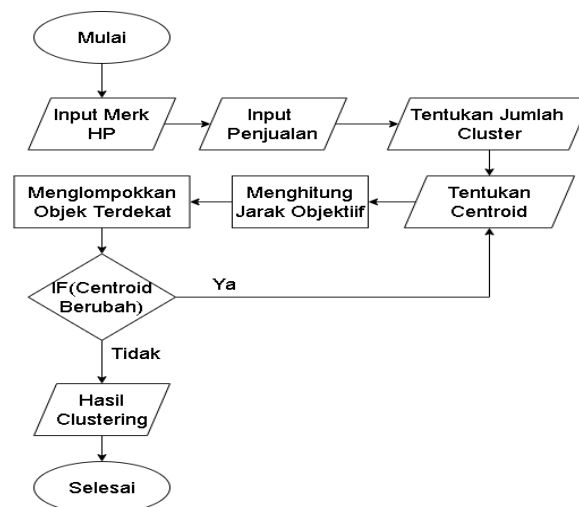 Mulai
Input Merk
HP
Input
Penjualan
Tentukan Jumlah
Cluster
Tentukan
Centroid
Menghitung
Jarak Objektiif
Menglompokkan
Objek Terdekat
IF(Centroid
Berubah)
Ya
Tidak
Hasil
Clustering
Selesai